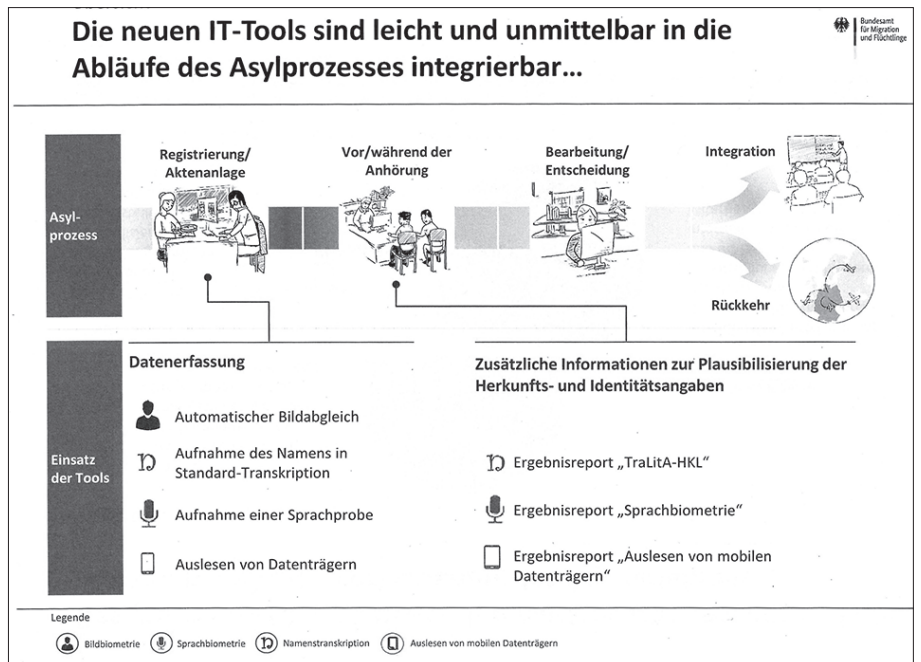 Die neuen IT-Tools sind leicht und unmittelbar in die
Abläufe des Asylprozesses integrierbar…
Bundesamt
für Migration
und Flüchtlinge
Asyl-
prozess
Registrierung/
Aktenanlage
Vor/während der
Anhörung
Bearbeitung/
Entscheidung
Integration
Rückkehr
Einsatz
der Tools
Datenerfassung
Automatischer Bildabgleich
Aufnahme des Namens in
Standard-Transkription
Aufnahme einer Sprachprobe
Auslesen von Datenträgern
Zusätzliche Informationen zur Plausibilisierung der
Herkunfts- und Identitätsangaben
Ergebnisreport „TraLitA-HKL“
Ergebnisreport „Sprachbiometrie“
Ergebnisreport „Auslesen von mobilen
Datenträgern“
Legende
Bildbiometrie
Sprachbiometrie
Namenstranskription
Auslesen von mobilen Datenträgern